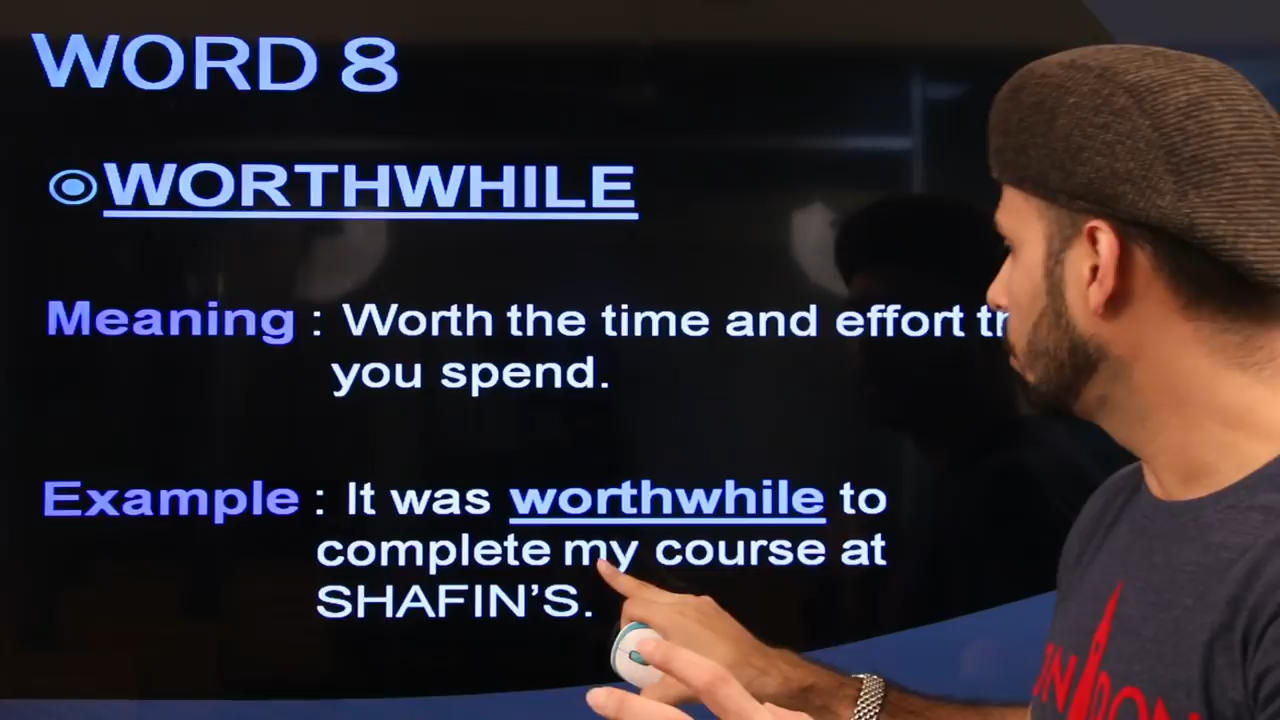 WORD 8
WORTHWHILE
Meaning : Worth the time and effort
you spend.
Example : It was worthwhile to
complete my course at
SHAFIN'S.